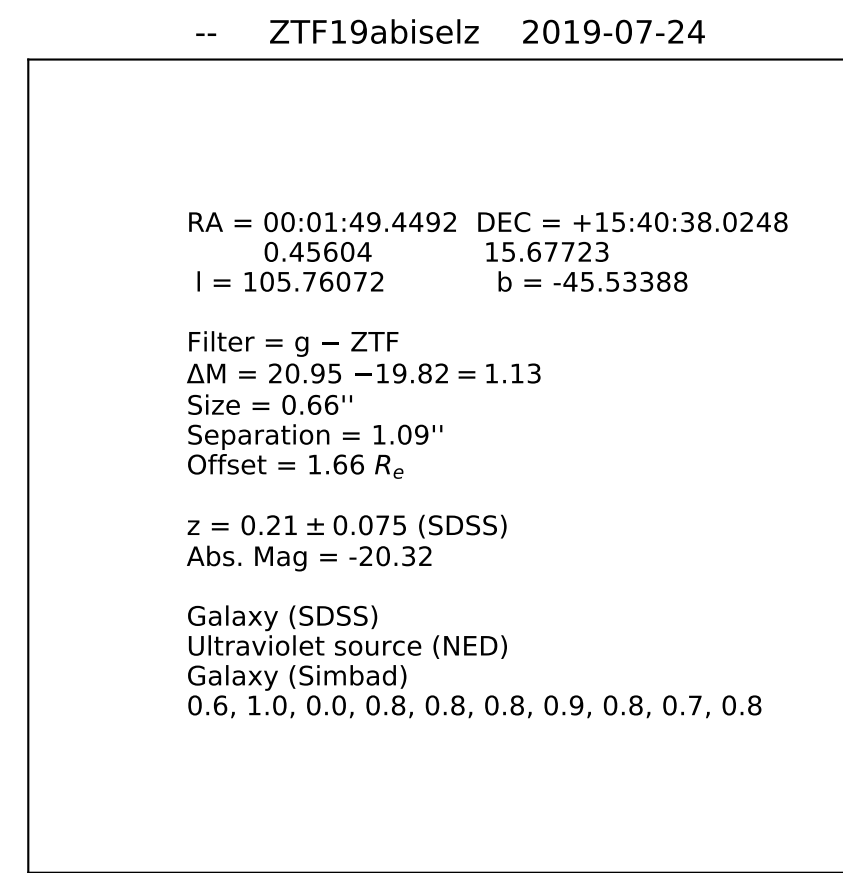 -- ZTF19abiselz 2019-07-24
RA = 00:01:49.4492 DEC = +15:40:38.0248
0.45604 15.67723
l = 105.76072 b = -45.53388
Filter = g − ZTF
ΔM = 20.95 −19.82 = 1.13
Size = 0.66''
Separation = 1.09''
Offset = 1.66 Rₑ
z = 0.21 ± 0.075 (SDSS)
Abs. Mag = -20.32
Galaxy (SDSS)
Ultraviolet source (NED)
Galaxy (Simbad)
0.6, 1.0, 0.0, 0.8, 0.8, 0.8, 0.9, 0.8, 0.7, 0.8